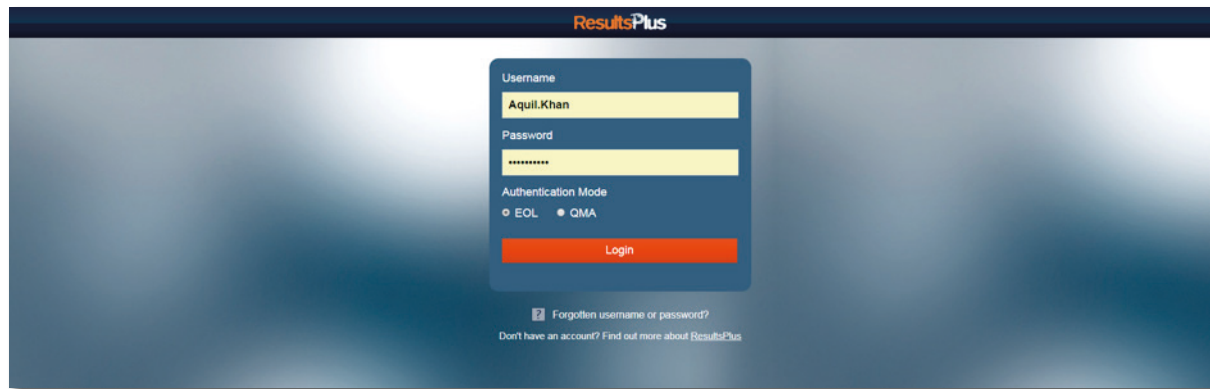 ResultsPlus
Username
Aquil.Khan
Password
••••••••••
Authentication Mode
EOL QMA
Login
? Forgotten username or password?
Don't have an account? Find out more about ResultsPlus